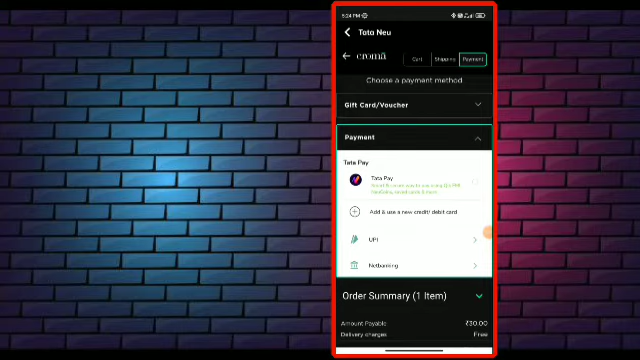 5:24 PM
Tata Neu
croma
Cart
Shipping
Payment
Choose a payment method
Gift Card/Voucher
Payment
Tata Pay
Tata Pay
Add & use a new credit/ debit card
UPI
Netbanking
Order Summary (1 Item)
Amount Payable ₹30.00
Delivery charges Free